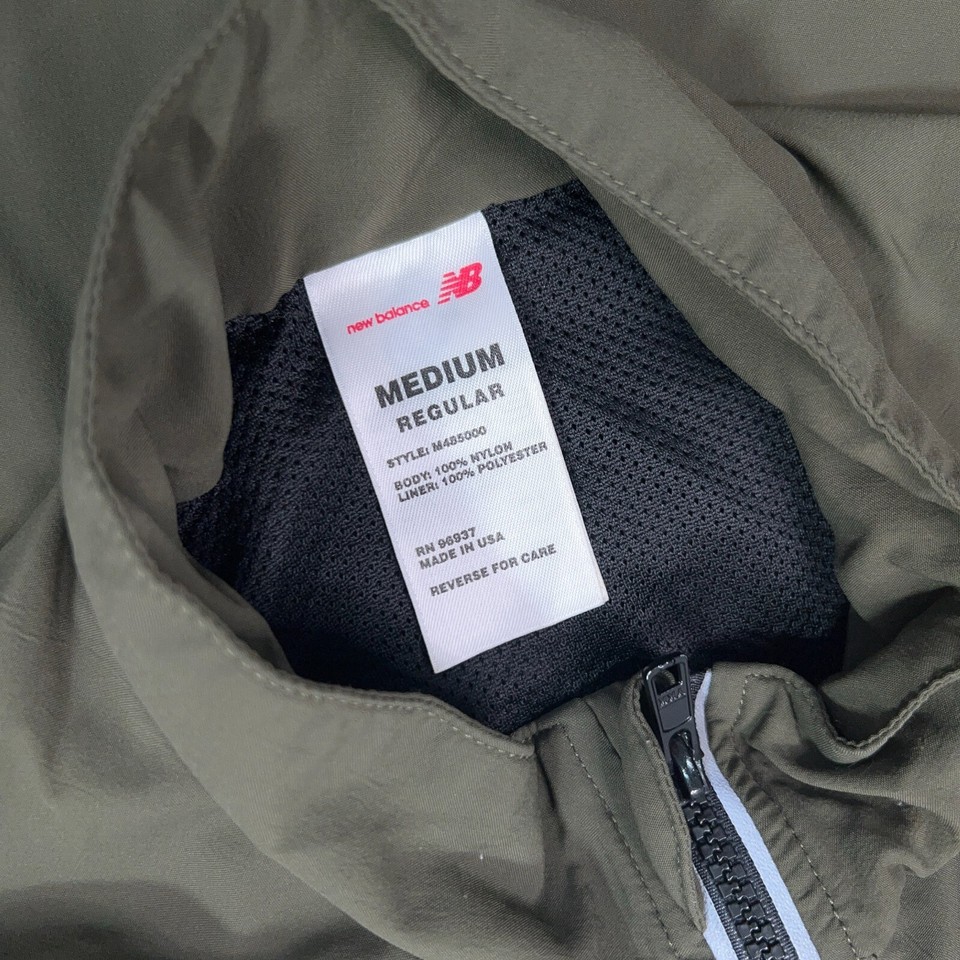 NB
new balance
MEDIUM
REGULAR
STYLE: M485000
BODY: 100% NYLON
LINER: 100% POLYESTER
RN 96937
MADE IN USA
REVERSE FOR CARE